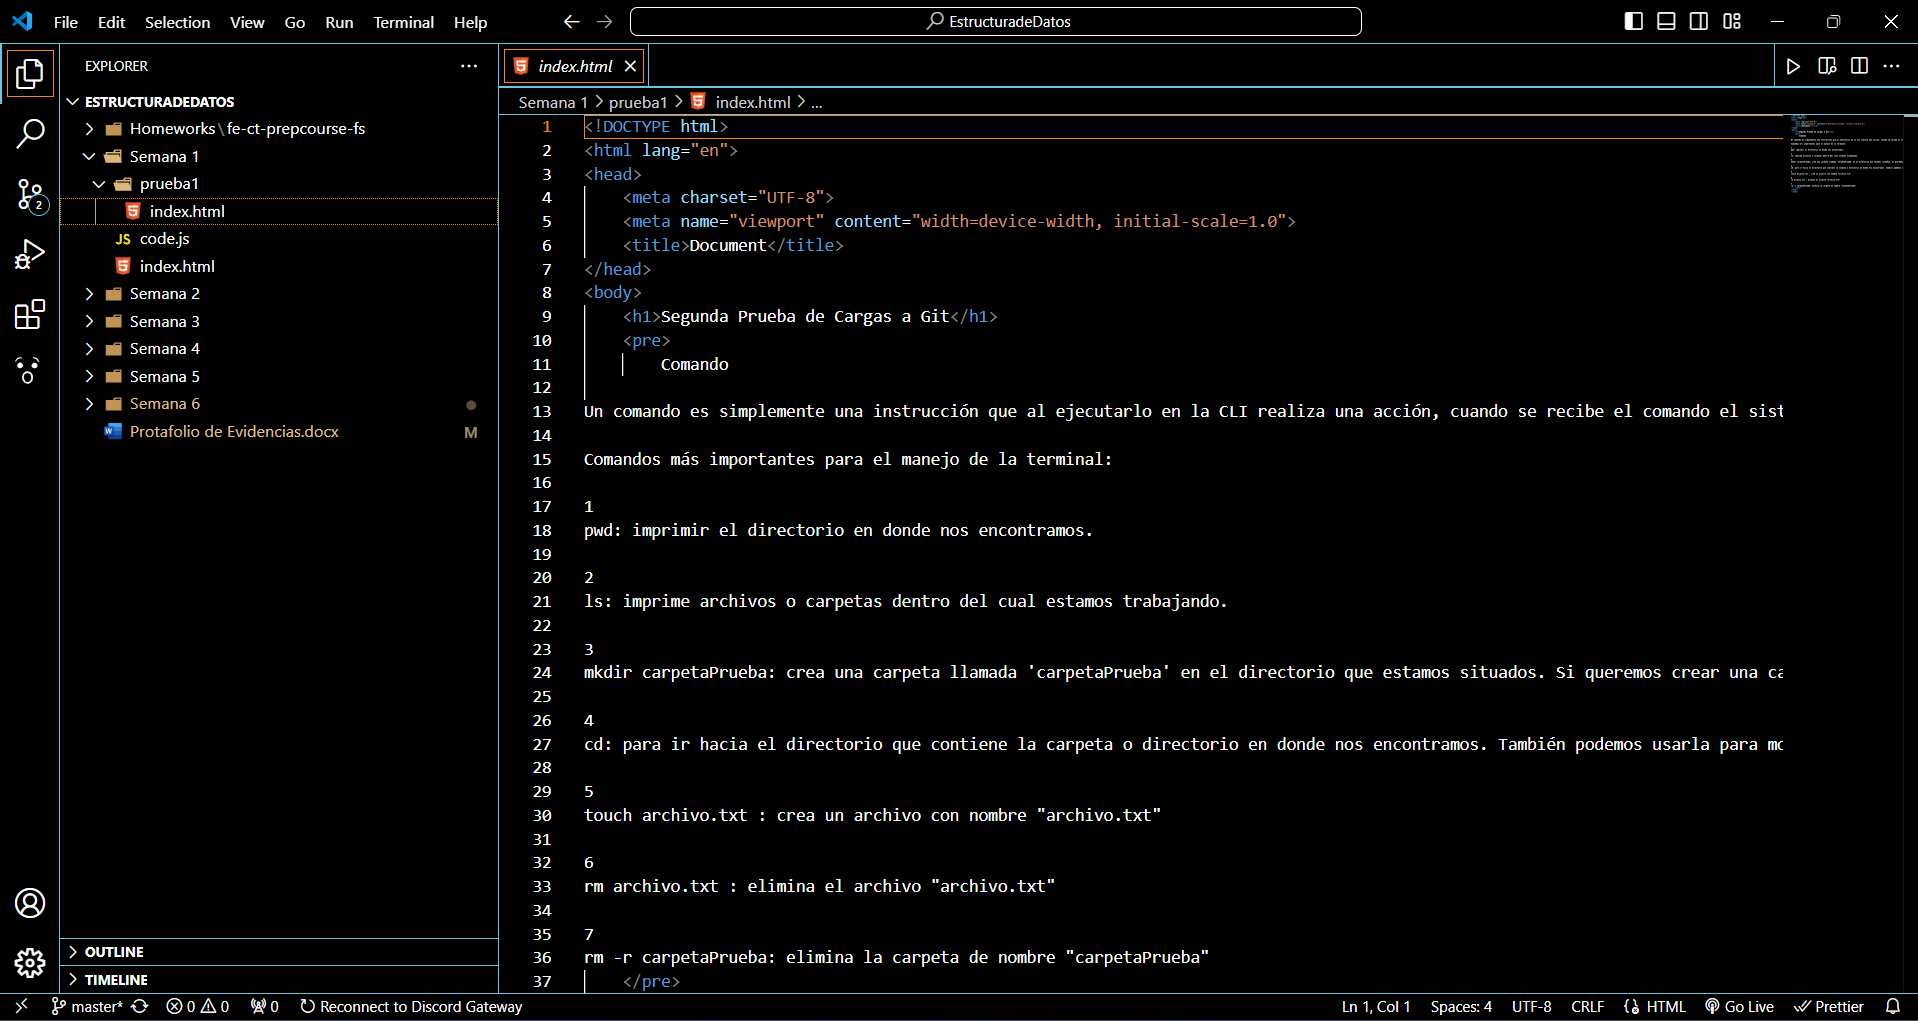 File Edit Selection View Go Run Terminal Help
EstructuradeDatos
EXPLORER
ESTRUCTURADEDATOS
Homeworks\fe-ct-prepcourse-fs
Semana 1
prueba1
index.html
JS code.js
index.html
Semana 2
Semana 3
Semana 4
Semana 5
Semana 6
Protafolio de Evidencias.docx M
OUTLINE
TIMELINE
2
index.html
Semana 1 > prueba1 > index.html > ...
1 <!DOCTYPE html>
2 <html lang="en">
3 <head>
4 <meta charset="UTF-8">
5 <meta name="viewport" content="width=device-width, initial-scale=1.0">
6 <title>Document</title>
7 </head>
8 <body>
9 <h1>Segunda Prueba de Cargas a Git</h1>
10 <pre>
11 Comando
12
13 Un comando es simplemente una instrucción que al ejecutarlo en la CLI realiza una acción, cuando se recibe el comando el sist
14
15 Comandos más importantes para el manejo de la terminal:
16
17 1
18 pwd: imprimir el directorio en donde nos encontramos.
19
20 2
21 ls: imprime archivos o carpetas dentro del cual estamos trabajando.
22
23 3
24 mkdir carpetaPrueba: crea una carpeta llamada 'carpetaPrueba' en el directorio que estamos situados. Si queremos crear una ca
25
26 4
27 cd: para ir hacia el directorio que contiene la carpeta o directorio en donde nos encontramos. También podemos usarla para mo
28
29 5
30 touch archivo.txt : crea un archivo con nombre "archivo.txt"
31
32 6
33 rm archivo.txt : elimina el archivo "archivo.txt"
34
35 7
36 rm -r carpetaPrueba: elimina la carpeta de nombre "carpetaPrueba"
37 </pre>
master* 0 0 0 Reconnect to Discord Gateway Ln 1, Col 1 Spaces: 4 UTF-8 CRLF {} HTML Go Live Prettier